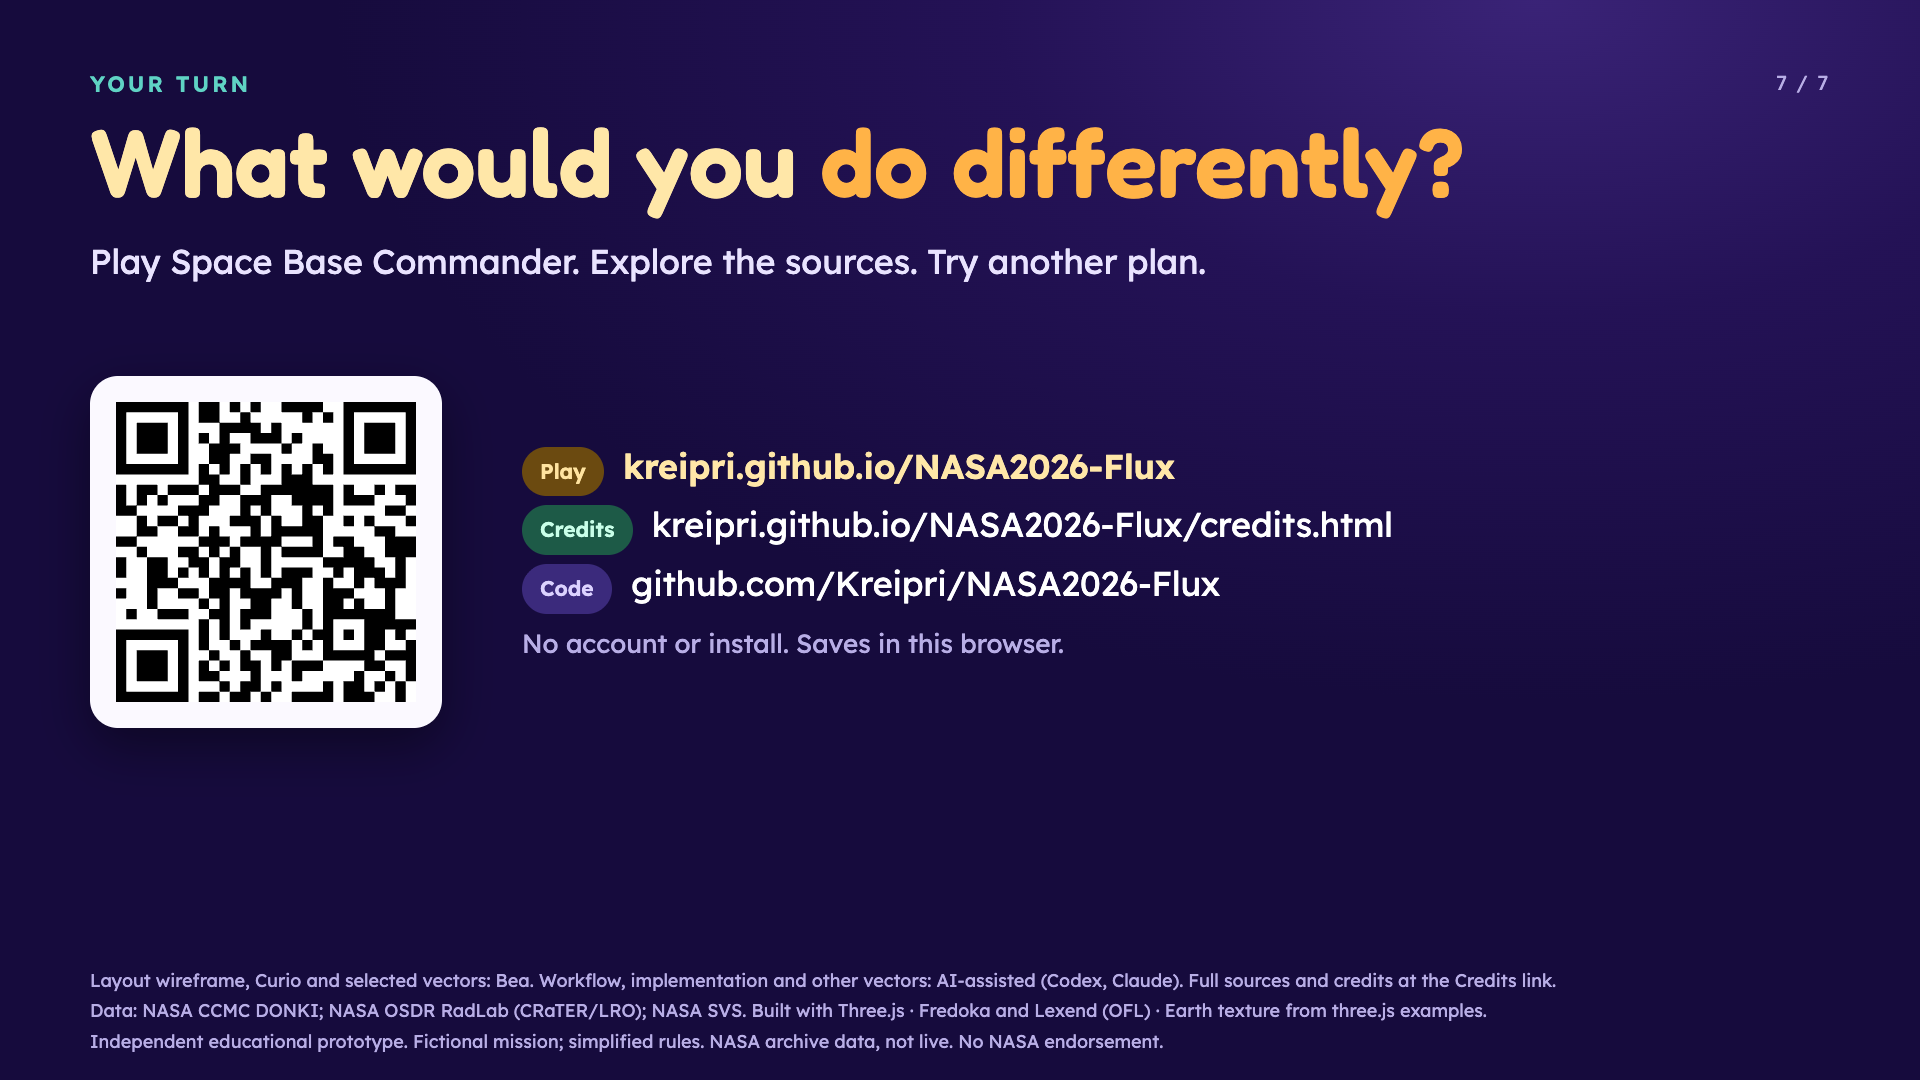 YOUR TURN
7 / 7
What would you do differently?
Play Space Base Commander. Explore the sources. Try another plan.
Play kreipri.github.io/NASA2026-Flux
Credits kreipri.github.io/NASA2026-Flux/credits.html
Code github.com/Kreipri/NASA2026-Flux
No account or install. Saves in this browser.
Layout wireframe, Curio and selected vectors: Bea. Workflow, implementation and other vectors: AI-assisted (Codex, Claude). Full sources and credits at the Credits link.
Data: NASA CCMC DONKI; NASA OSDR RadLab (CRaTER/LRO); NASA SVS. Built with Three.js · Fredoka and Lexend (OFL) · Earth texture from three.js examples.
Independent educational prototype. Fictional mission; simplified rules. NASA archive data, not live. No NASA endorsement.